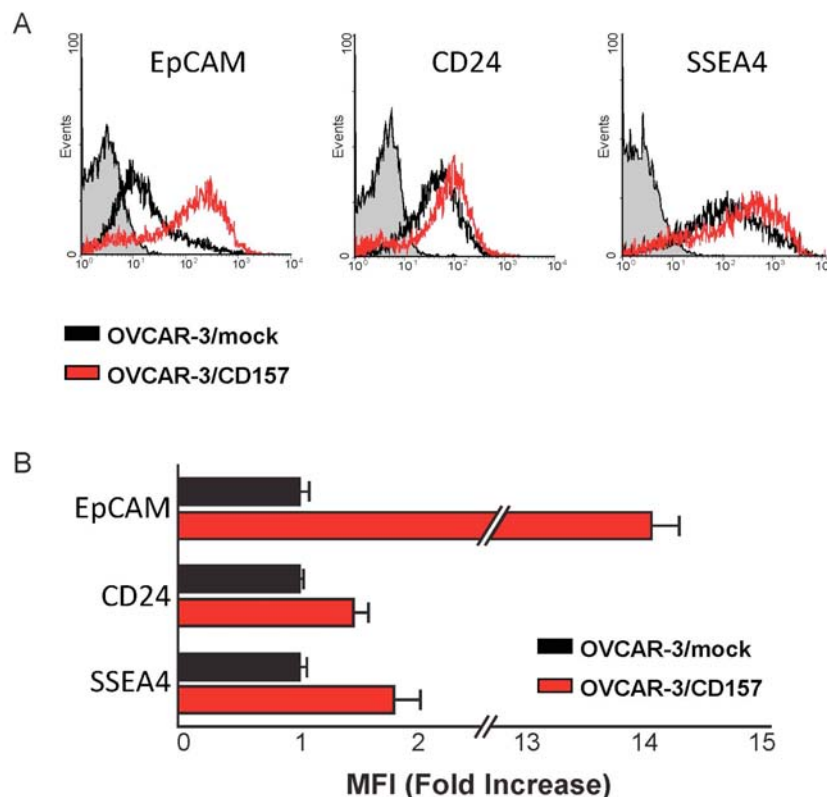 A
EpCAM
CD24
SSEA4
100
Events
0
10⁰ 10¹ 10² 10³ 10⁴
100
Events
0
10⁰ 10¹ 10² 10³ 10⁴
100
Events
0
10⁰ 10¹ 10² 10³ 10⁴
OVCAR-3/mock
OVCAR-3/CD157
B
EpCAM
CD24
SSEA4
OVCAR-3/mock
OVCAR-3/CD157
0 1 2 13 14 15
MFI (Fold Increase)